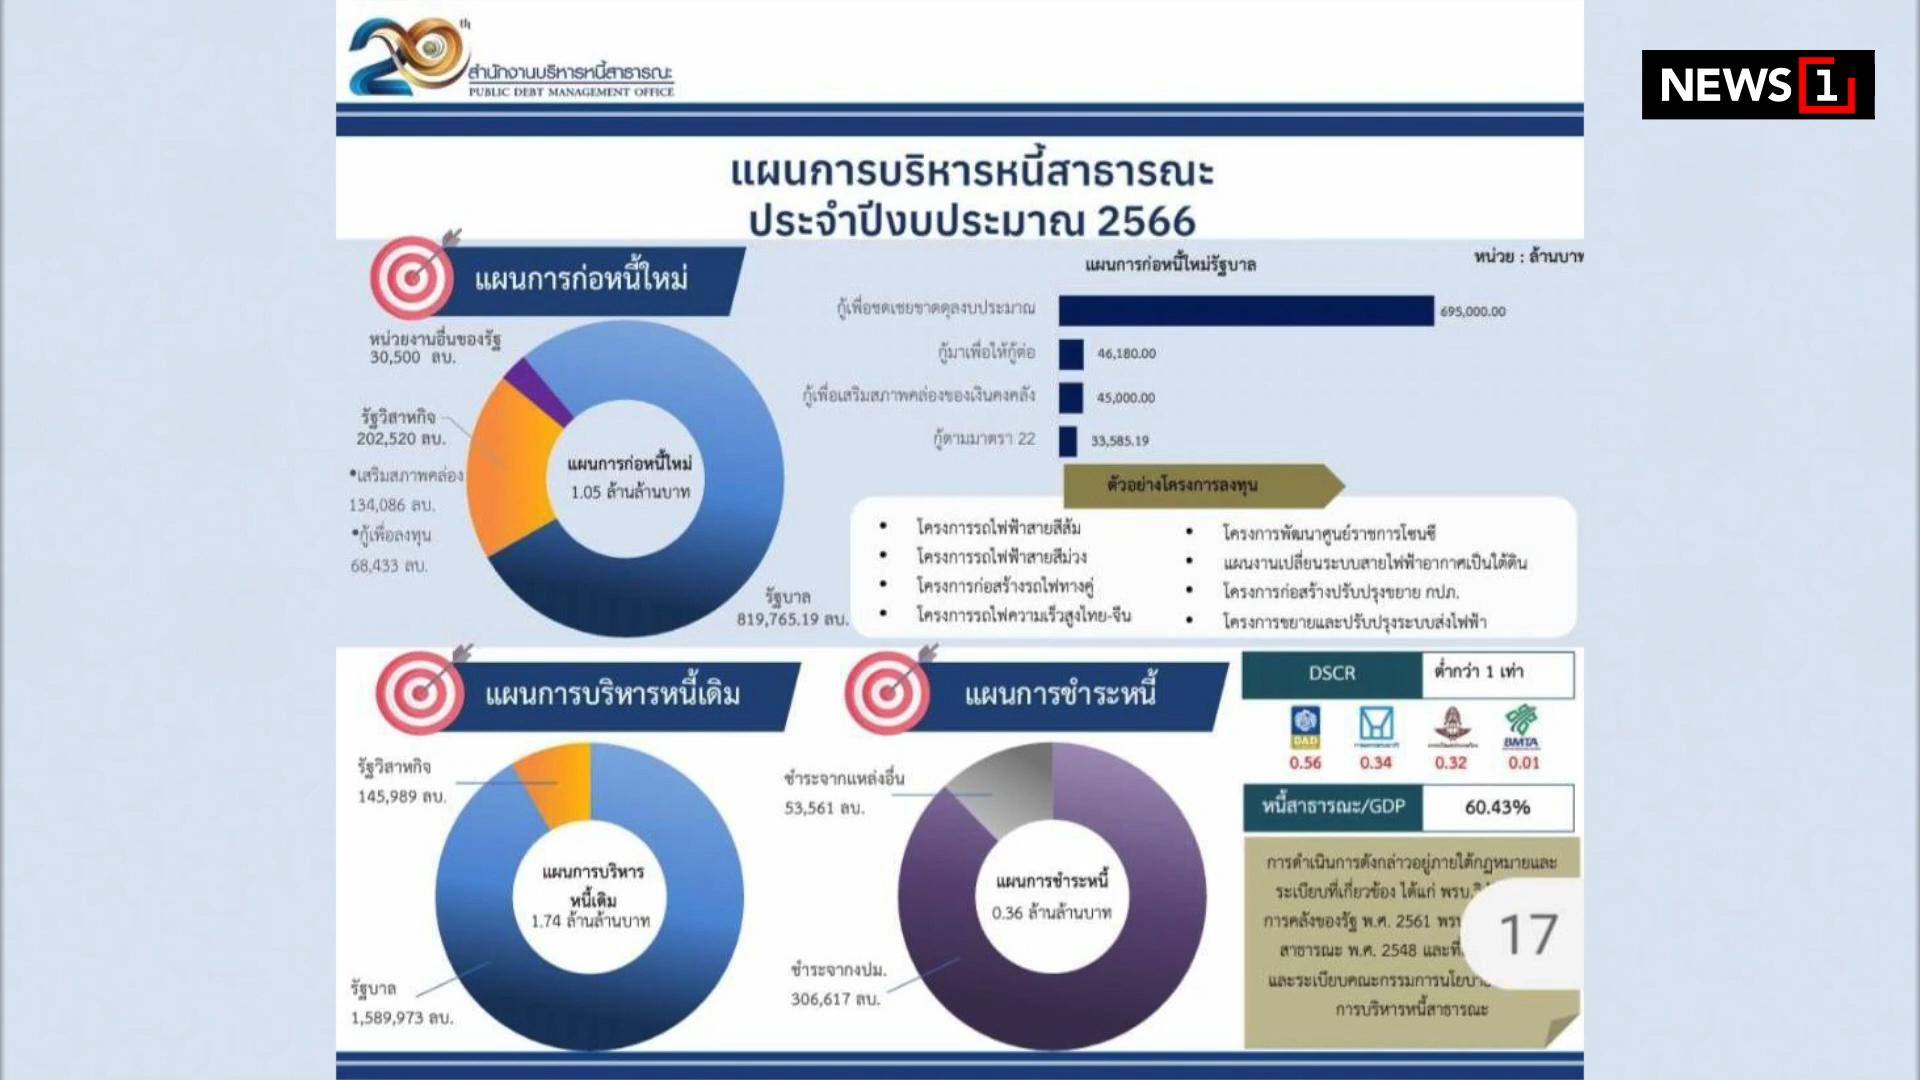 20th
สำนักงานบริหารหนี้สาธารณะ
PUBLIC DEBT MANAGEMENT OFFICE
NEWS 1
แผนการบริหารหนี้สาธารณะ
ประจำปีงบประมาณ 2566
แผนการก่อหนี้ใหม่
หน่วยงานอื่นของรัฐ
30,500 ลบ.
รัฐวิสาหกิจ
202,520 ลบ.
•เสริมสภาพคล่อง
134,086 ลบ.
•กู้เพื่อลงทุน
68,433 ลบ.
แผนการก่อหนี้ใหม่
1.05 ล้านล้านบาท
รัฐบาล
819,765.19 ลบ.
แผนการก่อหนี้ใหม่รัฐบาล
หน่วย : ล้านบาท
กู้เพื่อชดเชยขาดดุลงบประมาณ
695,000.00
กู้มาเพื่อให้กู้ต่อ
46,180.00
กู้เพื่อเสริมสภาพคล่องของเงินคงคลัง
45,000.00
กู้ตามมาตรา 22
33,585.19
ตัวอย่างโครงการลงทุน
• โครงการรถไฟฟ้าสายสีส้ม
• โครงการรถไฟฟ้าสายสีม่วง
• โครงการก่อสร้างรถไฟทางคู่
• โครงการรถไฟความเร็วสูงไทย-จีน
• โครงการพัฒนาศูนย์ราชการโซนซี
• แผนงานเปลี่ยนระบบสายไฟฟ้าอากาศเป็นใต้ดิน
• โครงการก่อสร้างปรับปรุงขยาย กปภ.
• โครงการขยายและปรับปรุงระบบส่งไฟฟ้า
แผนการบริหารหนี้เดิม
รัฐวิสาหกิจ
145,989 ลบ.
แผนการบริหาร
หนี้เดิม
1.74 ล้านล้านบาท
รัฐบาล
1,589,973 ลบ.
แผนการชำระหนี้
ชำระจากแหล่งอื่น
53,561 ลบ.
แผนการชำระหนี้
0.36 ล้านล้านบาท
ชำระจากงปม.
306,617 ลบ.
DSCR
ต่ำกว่า 1 เท่า
DAD
BMTA
0.56
0.34
0.32
0.01
หนี้สาธารณะ/GDP
60.43%
การดำเนินการดังกล่าวอยู่ภายใต้กฎหมายและ
ระเบียบที่เกี่ยวข้อง ได้แก่ พรบ.
การคลังของรัฐ พ.ศ. 2561
สาธารณะ พ.ศ. 2548
และระเบียบคณะกรรมการ
การบริหารหนี้สาธารณะ
17